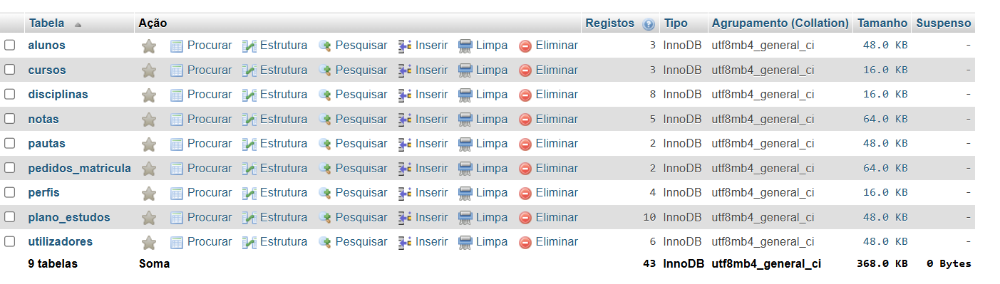 Tabela Ação Registos Tipo Agrupamento (Collation) Tamanho Suspenso
alunos Procurar Estrutura Pesquisar Inserir Limpa Eliminar 3 InnoDB utf8mb4_general_ci 48.0 KB -
cursos Procurar Estrutura Pesquisar Inserir Limpa Eliminar 3 InnoDB utf8mb4_general_ci 16.0 KB -
disciplinas Procurar Estrutura Pesquisar Inserir Limpa Eliminar 8 InnoDB utf8mb4_general_ci 16.0 KB -
notas Procurar Estrutura Pesquisar Inserir Limpa Eliminar 5 InnoDB utf8mb4_general_ci 64.0 KB -
pautas Procurar Estrutura Pesquisar Inserir Limpa Eliminar 2 InnoDB utf8mb4_general_ci 48.0 KB -
pedidos_matricula Procurar Estrutura Pesquisar Inserir Limpa Eliminar 2 InnoDB utf8mb4_general_ci 64.0 KB -
perfis Procurar Estrutura Pesquisar Inserir Limpa Eliminar 4 InnoDB utf8mb4_general_ci 16.0 KB -
plano_estudos Procurar Estrutura Pesquisar Inserir Limpa Eliminar 10 InnoDB utf8mb4_general_ci 48.0 KB -
utilizadores Procurar Estrutura Pesquisar Inserir Limpa Eliminar 6 InnoDB utf8mb4_general_ci 48.0 KB -
9 tabelas Soma 43 InnoDB utf8mb4_general_ci 368.0 KB 0 Bytes